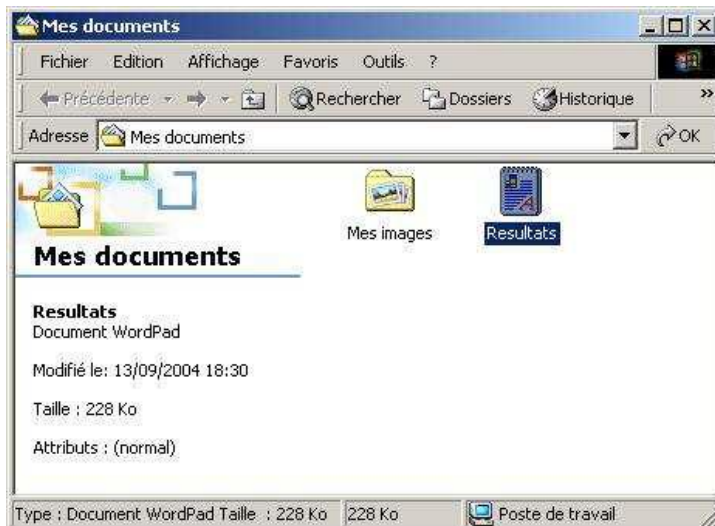 Mes documents
Fichier Edition Affichage Favoris Outils ?
Précédente Rechercher Dossiers Historique »
Adresse Mes documents OK
Mes images
Resultats
Mes documents
Resultats
Document WordPad
Modifié le: 13/09/2004 18:30
Taille : 228 Ko
Attributs : (normal)
Type : Document WordPad Taille : 228 Ko 228 Ko Poste de travail